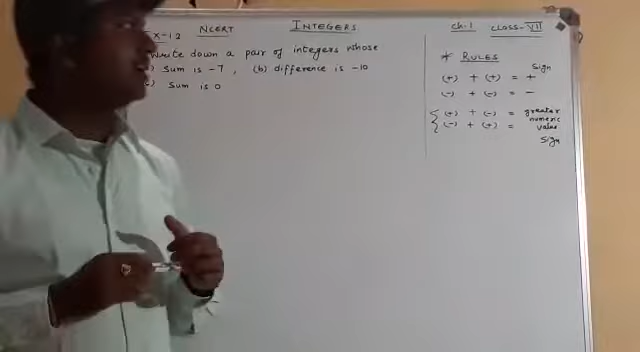 Ex-1.2 NCERT INTEGERS Ch.1 CLASS-VII
Write down a pair of integers whose
) Sum is -7, (b) difference is -10
) Sum is 0
* RULES
Sign
(+) + (+) = +
(-) + (-) = -
(+) + (-) = greater
numeric
(-) + (+) = value
Sign